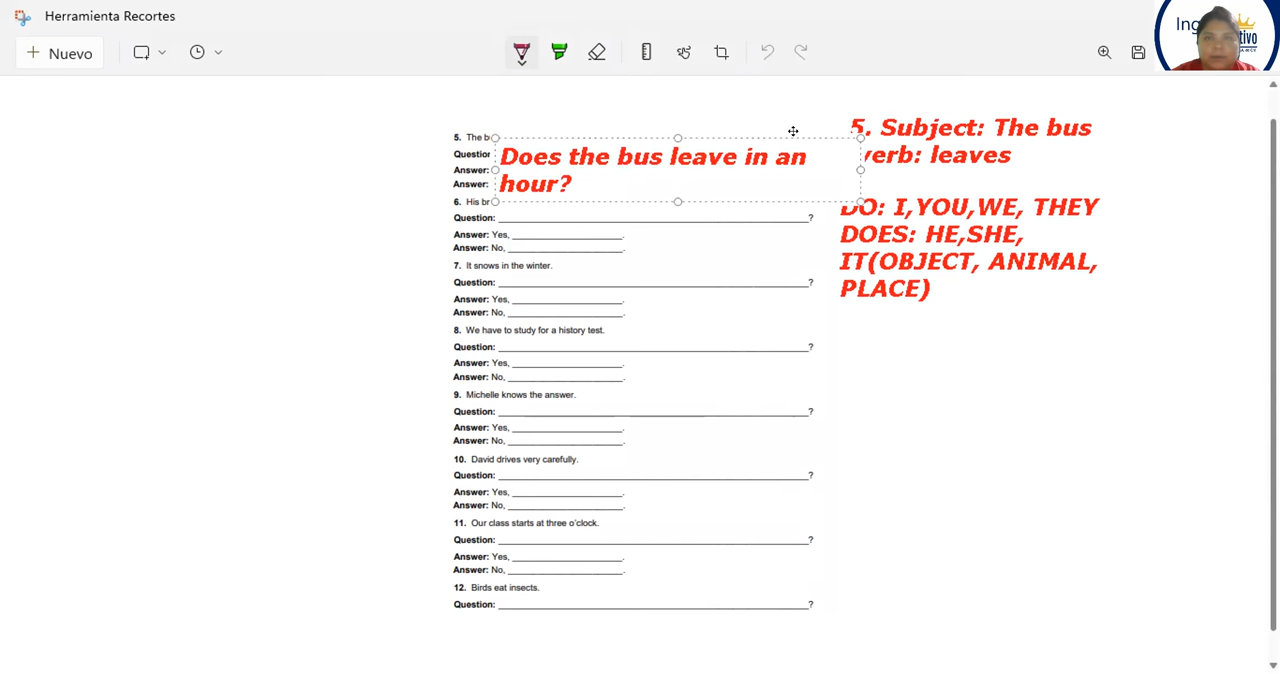 Herramienta Recortes
Nuevo
Ing
tivo
5. The b
Question
Answer:
Answer:
Does the bus leave in an
hour?
5. Subject: The bus
verb: leaves
DO: I,YOU,WE, THEY
DOES: HE,SHE,
IT(OBJECT, ANIMAL,
PLACE)
6. His br
Question: ?
Answer: Yes, .
Answer: No, .
7. It snows in the winter.
Question: ?
Answer: Yes, .
Answer: No, .
8. We have to study for a history test.
Question: ?
Answer: Yes, .
Answer: No, .
9. Michelle knows the answer.
Question: ?
Answer: Yes, .
Answer: No, .
10. David drives very carefully.
Question: ?
Answer: Yes, .
Answer: No, .
11. Our class starts at three o'clock.
Question: ?
Answer: Yes, .
Answer: No, .
12. Birds eat insects.
Question: ?